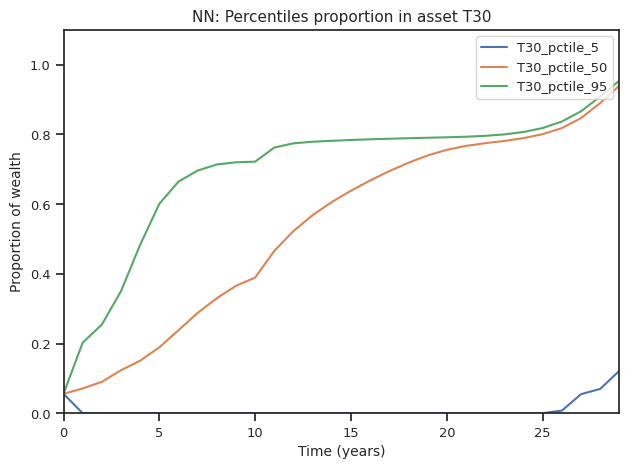 NN: Percentiles proportion in asset T30
T30_pctile_5
T30_pctile_50
T30_pctile_95
Proportion of wealth
1.0
0.8
0.6
0.4
0.2
0.0
0 5 10 15 20 25
Time (years)